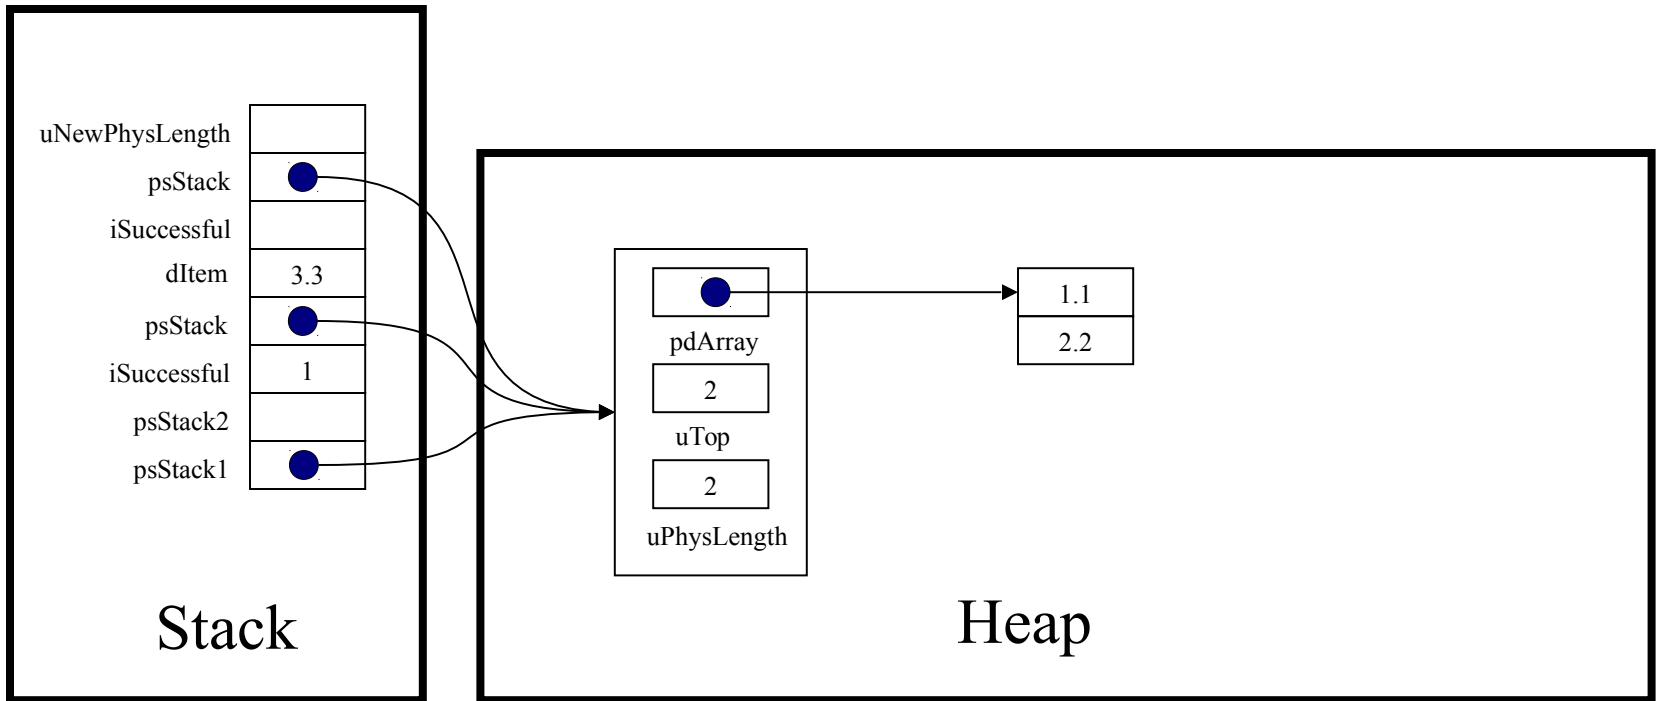 uNewPhysLength
psStack
iSuccessful
dItem 3.3
psStack
iSuccessful 1
psStack2
psStack1
Stack
pdArray
2
uTop
2
uPhysLength
1.1
2.2
Heap